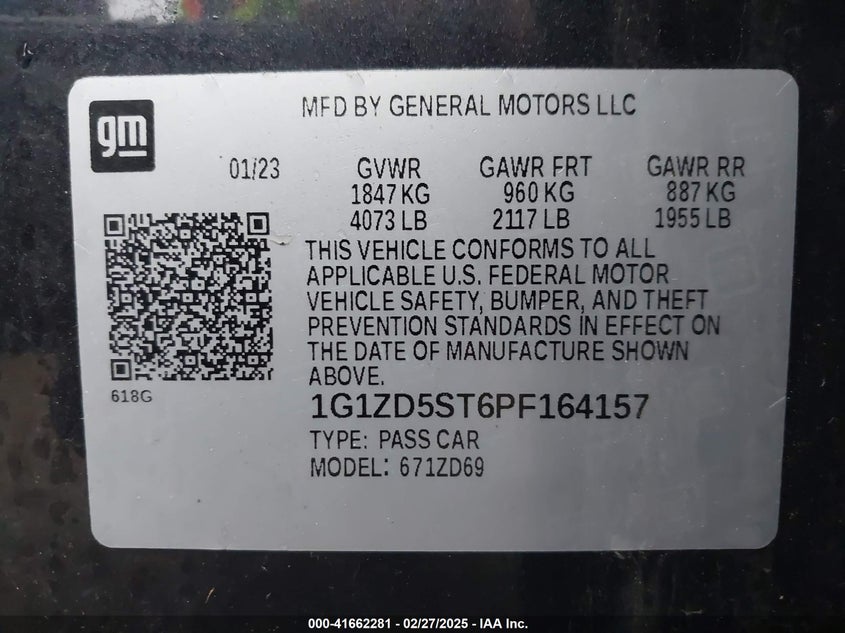 MFD BY GENERAL MOTORS LLC
gm
01/23 GVWR GAWR FRT GAWR RR
1847 KG 960 KG 887 KG
4073 LB 2117 LB 1955 LB
THIS VEHICLE CONFORMS TO ALL
APPLICABLE U.S. FEDERAL MOTOR
VEHICLE SAFETY, BUMPER, AND THEFT
PREVENTION STANDARDS IN EFFECT ON
THE DATE OF MANUFACTURE SHOWN
ABOVE.
618G
1G1ZD5ST6PF164157
TYPE: PASS CAR
MODEL: 671ZD69
000-41662281 - 02/27/2025 - IAA Inc.